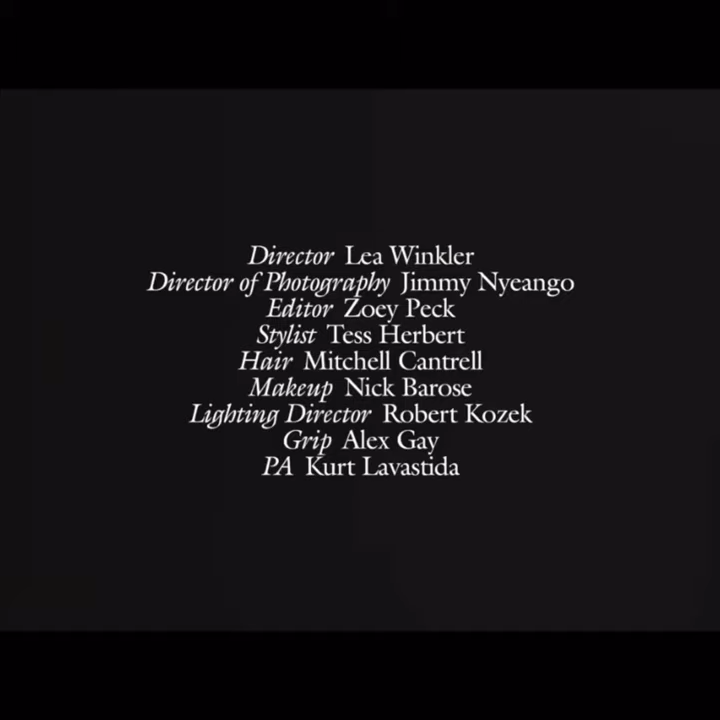 Director Lea Winkler
Director of Photography Jimmy Nyeango
Editor Zoey Peck
Stylist Tess Herbert
Hair Mitchell Cantrell
Makeup Nick Barose
Lighting Director Robert Kozek
Grip Alex Gay
PA Kurt Lavastida